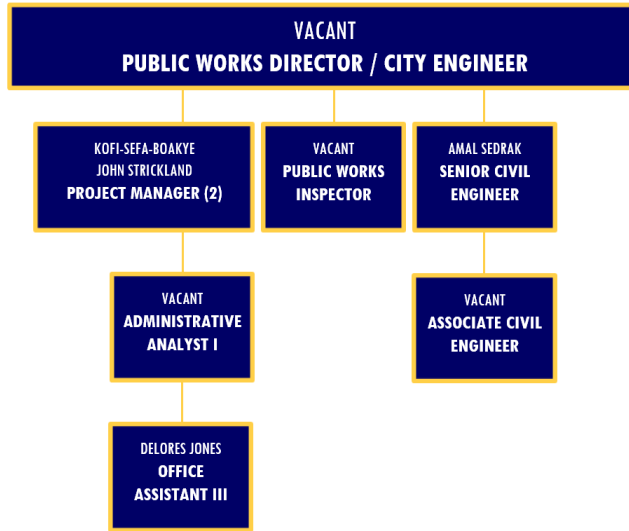 VACANT
PUBLIC WORKS DIRECTOR / CITY ENGINEER
KOFI-SEFA-BOAKYE
JOHN STRICKLAND
PROJECT MANAGER (2)
VACANT
PUBLIC WORKS
INSPECTOR
AMAL SEDRAK
SENIOR CIVIL
ENGINEER
VACANT
ADMINISTRATIVE
ANALYST I
VACANT
ASSOCIATE CIVIL
ENGINEER
DELORES JONES
OFFICE
ASSISTANT III